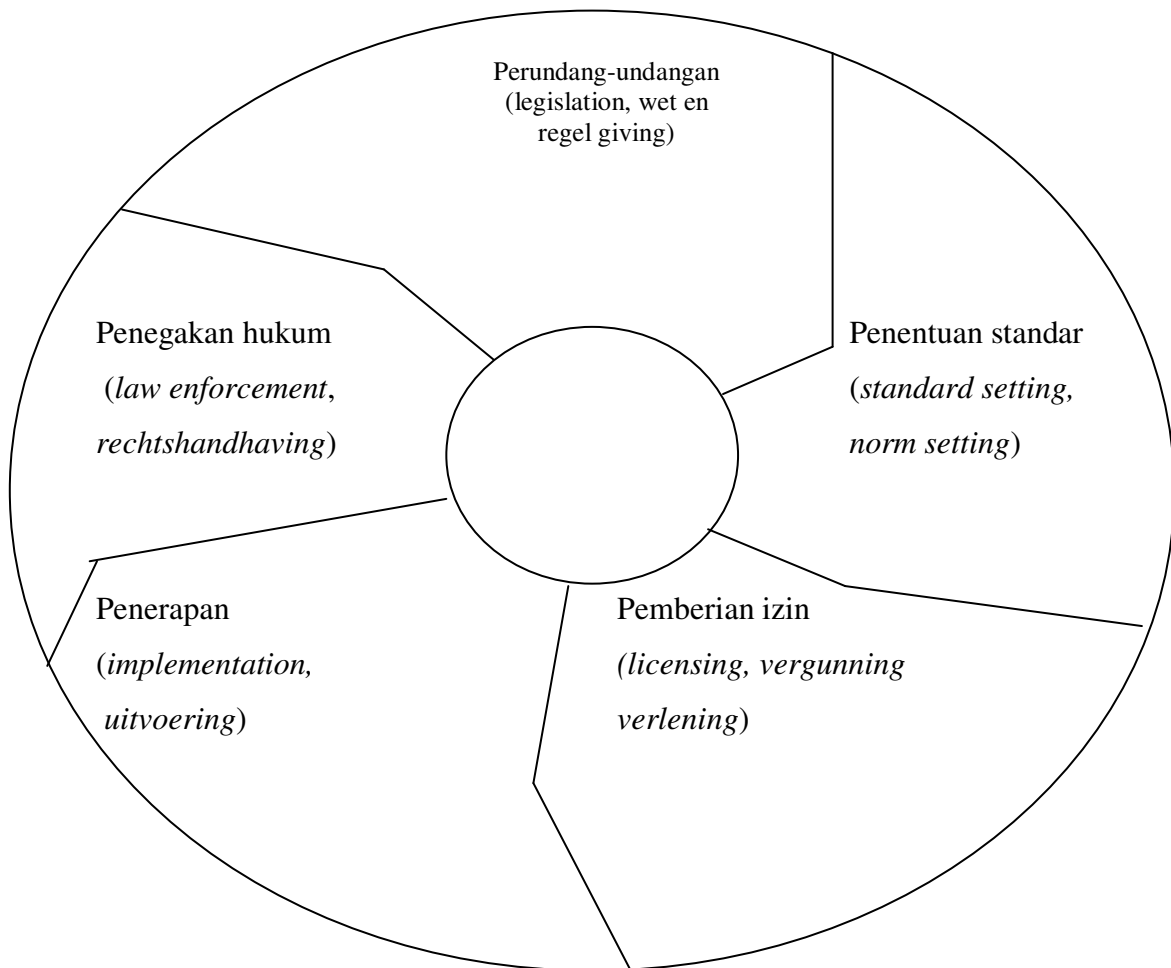 Perundang-undangan
(legislation, wet en
regel giving)
Penentuan standar
(standard setting,
norm setting)
Pemberian izin
(licensing, vergunning
verlening)
Penerapan
(implementation,
uitvoering)
Penegakan hukum
(law enforcement,
rechtshandhaving)